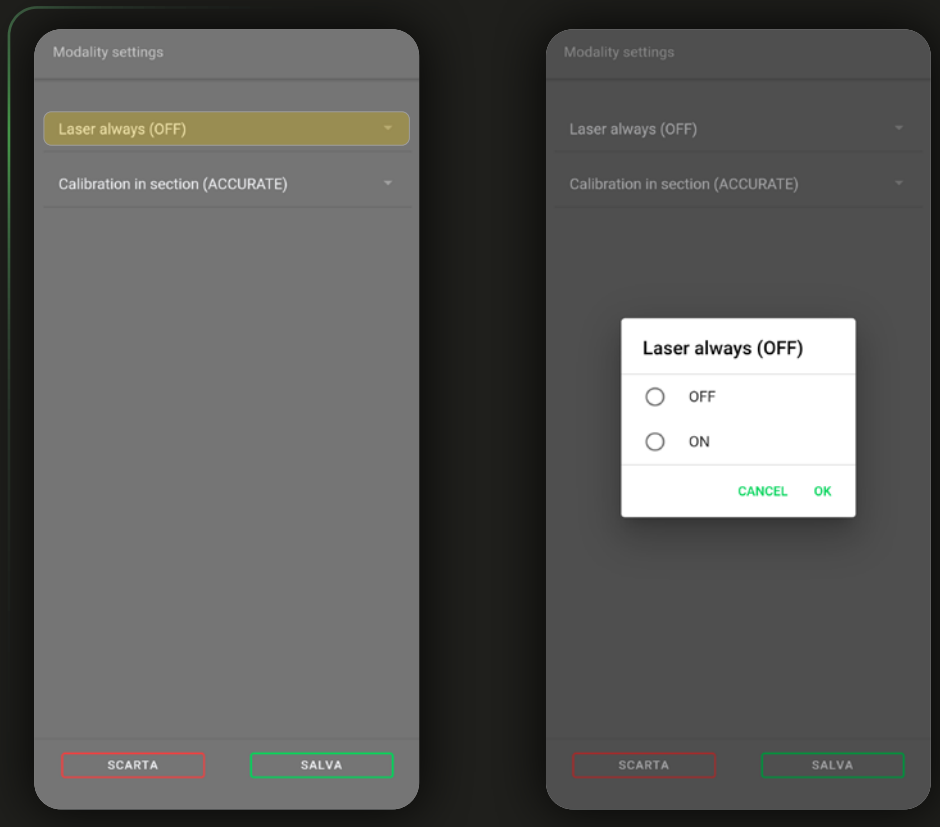 Modality settings
Laser always (OFF)
Calibration in section (ACCURATE)
SCARTA
SALVA
Modality settings
Laser always (OFF)
Calibration in section (ACCURATE)
Laser always (OFF)
OFF
ON
CANCEL
OK
SCARTA
SALVA